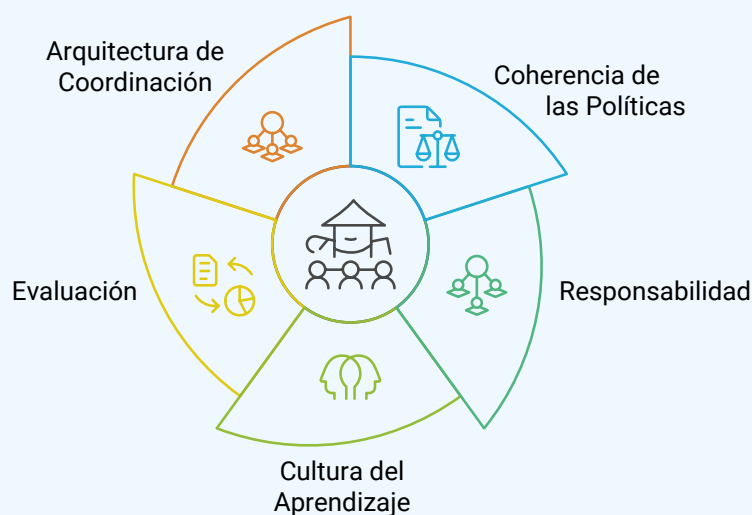 Arquitectura de
Coordinación
Coherencia de
las Políticas
Evaluación
Responsabilidad
Cultura del
Aprendizaje